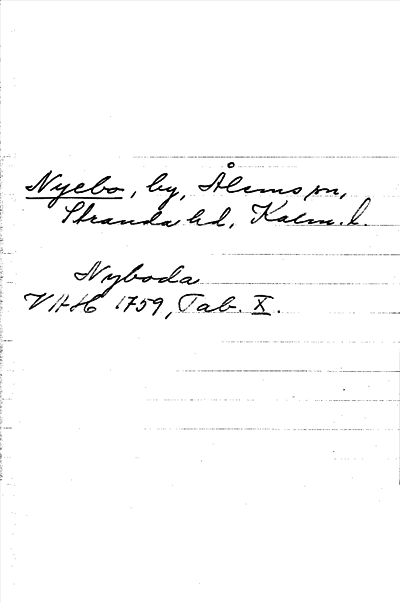 Nyebo, by, Ålems sn,
Stranda hd, Kalm. l.
Nyboda
VAH 1759, Tab. X.